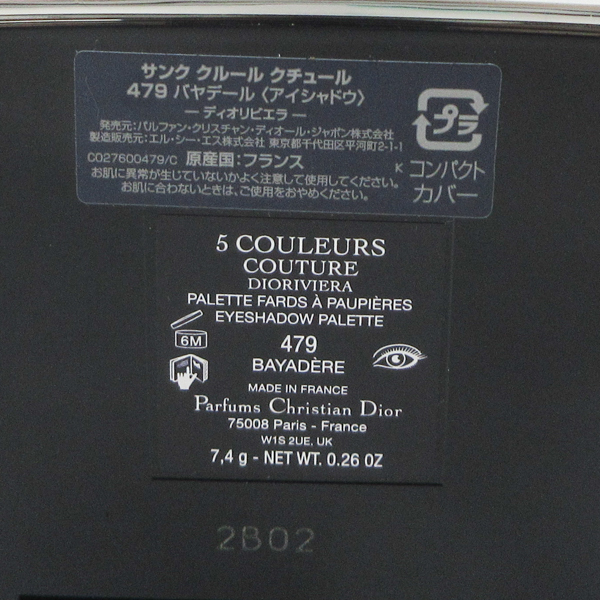 サンク クルール クチュール
479 バヤデール〈アイシャドウ〉
ーディオリビエラー
発売元:パルファン・クリスチャン・ディオール・ジャポン株式会社
製造販売元:エル・シー・エス株式会社 東京都千代田区平河町2-1-1
C027600479/C 原産国:フランス
お肌に異常が生じていないかよく注意して使用してください。
お肌に合わないときは、ご使用をおやめください。
プラ
K コンパクト
カバー
5 COULEURS
COUTURE
DIORIVIERA
PALETTE FARDS À PAUPIÈRES
EYESHADOW PALETTE
6M
479
BAYADÈRE
MADE IN FRANCE
Parfums Christian Dior
75008 Paris - France
W1S 2UE, UK
7,4 g - NET WT. 0.26 OZ
2B02